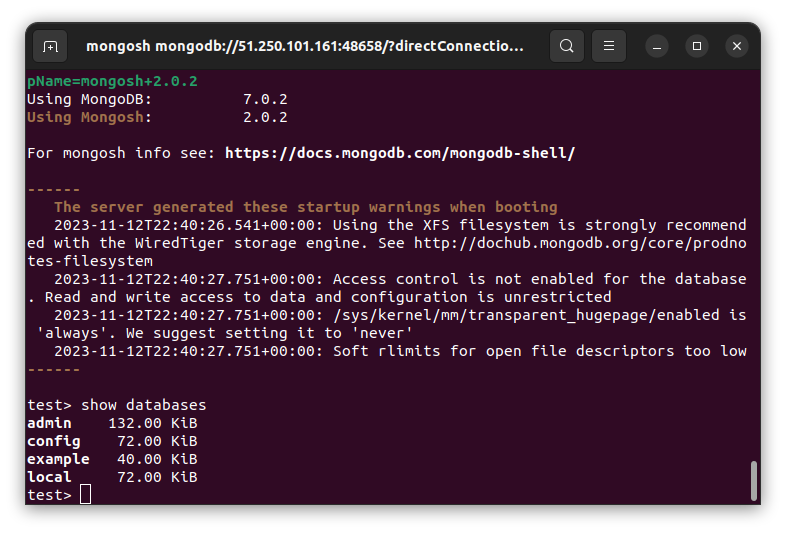 mongosh mongodb://51.250.101.161:48658/?directConnectio...
pName=mongosh+2.0.2
Using MongoDB:          7.0.2
Using Mongosh:          2.0.2
For mongosh info see: https://docs.mongodb.com/mongodb-shell/
------
   The server generated these startup warnings when booting
   2023-11-12T22:40:26.541+00:00: Using the XFS filesystem is strongly recommend
ed with the WiredTiger storage engine. See http://dochub.mongodb.org/core/prodno
tes-filesystem
   2023-11-12T22:40:27.751+00:00: Access control is not enabled for the database
. Read and write access to data and configuration is unrestricted
   2023-11-12T22:40:27.751+00:00: /sys/kernel/mm/transparent_hugepage/enabled is
 'always'. We suggest setting it to 'never'
   2023-11-12T22:40:27.751+00:00: Soft rlimits for open file descriptors too low
------
test> show databases
admin    132.00 KiB
config    72.00 KiB
example   40.00 KiB
local     72.00 KiB
test>